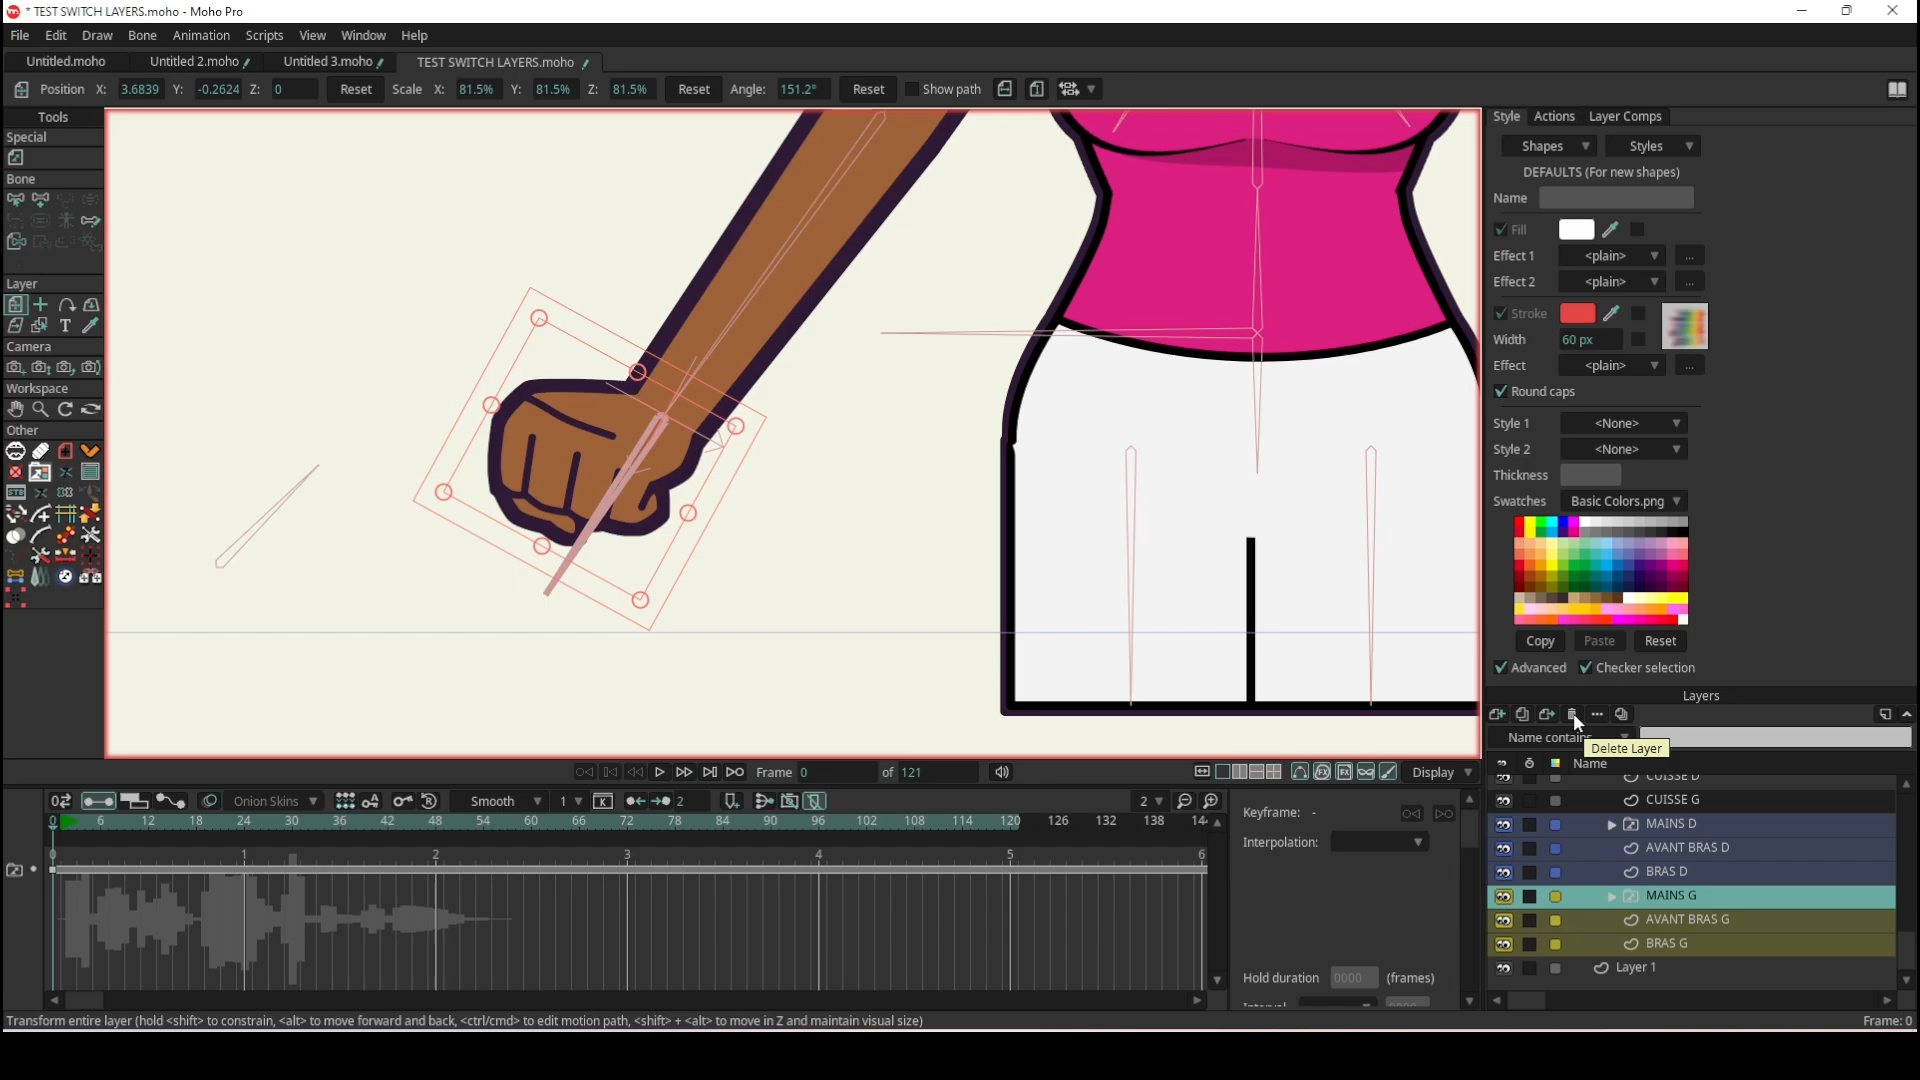 * TEST SWITCH LAYERS.moho - Moho Pro
File Edit Draw Bone Animation Scripts View Window Help
Untitled.moho Untitled 2.moho Untitled 3.moho TEST SWITCH LAYERS.moho
Position X: 3.6839 Y: -0.2624 Z: 0 Reset Scale X: 81.5% Y: 81.5% Z: 81.5% Reset Angle: 151.2° Reset Show path
Tools
Special
Bone
Layer
Camera
Workspace
Other
STB
Style Actions Layer Comps
Shapes Styles
DEFAULTS (For new shapes)
Name
Fill
Effect 1 <plain> ...
Effect 2 <plain> ...
Stroke
Width 60 px
Effect <plain> ...
Round caps
Style 1 <None>
Style 2 <None>
Thickness
Swatches Basic Colors.png
Copy Paste Reset
Advanced Checker selection
Layers
Name contains
Delete Layer
Name
CUISSE D
CUISSE G
MAINS D
AVANT BRAS D
BRAS D
MAINS G
AVANT BRAS G
BRAS G
Layer 1
Frame 0 of 121 Display
Onion Skins Smooth 1 2 2
0 6 12 18 24 30 36 42 48 54 60 66 72 78 84 90 96 102 108 114 120 126 132 138 14
0 1 2 3 4 5 6
Keyframe: -
Interpolation:
Hold duration 0000 (frames)
Transform entire layer (hold <shift> to constrain, <alt> to move forward and back, <ctrl/cmd> to edit motion path, <shift> + <alt> to move in Z and maintain visual size)
Frame: 0